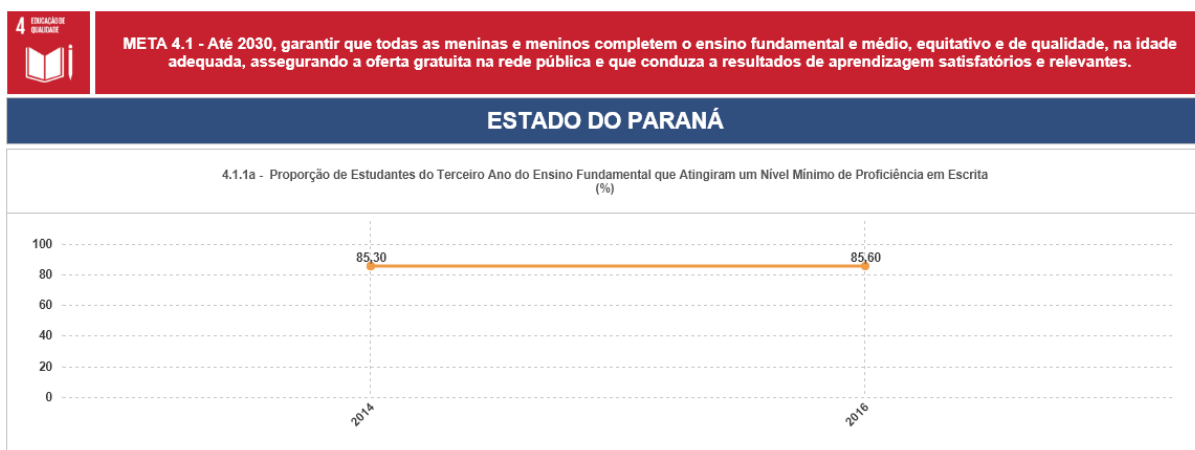 4 EDUCAÇÃO DE
QUALIDADE
META 4.1 - Até 2030, garantir que todas as meninas e meninos completem o ensino fundamental e médio, equitativo e de qualidade, na idade
adequada, assegurando a oferta gratuita na rede pública e que conduza a resultados de aprendizagem satisfatórios e relevantes.
ESTADO DO PARANÁ
4.1.1a - Proporção de Estudantes do Terceiro Ano do Ensino Fundamental que Atingiram um Nível Mínimo de Proficiência em Escrita
(%)
100
85,30 85,60
80
60
40
20
0
2014 2016